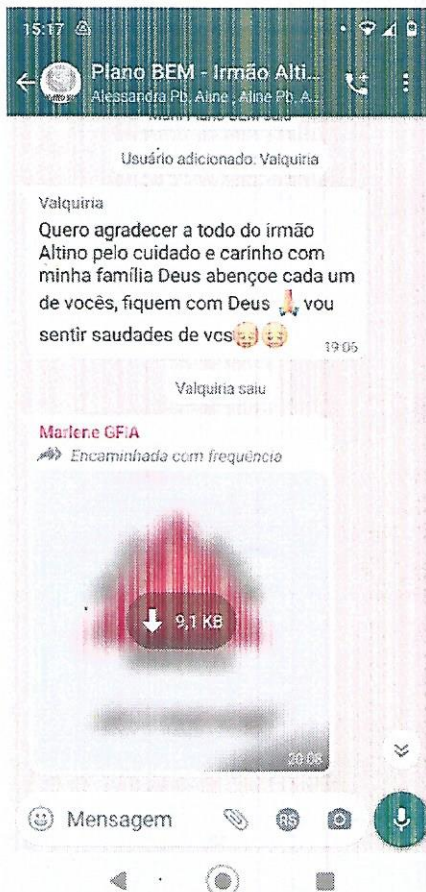 15:17
Plano BEM - Irmão Alti...
Alessandra Pb, Aline, Aline Pb, A...
Usuário adicionado. Valquiria
Valquiria
Quero agradecer a todo do irmão
Altino pelo cuidado e carinho com
minha família Deus abençoe cada um
de vocês, fiquem com Deus 🙏 vou
sentir saudades de vcs
19:06
Valquiria saiu
Marlene GFIA
Encaminhada com frequência
9,1 KB
20:08
Mensagem
R$